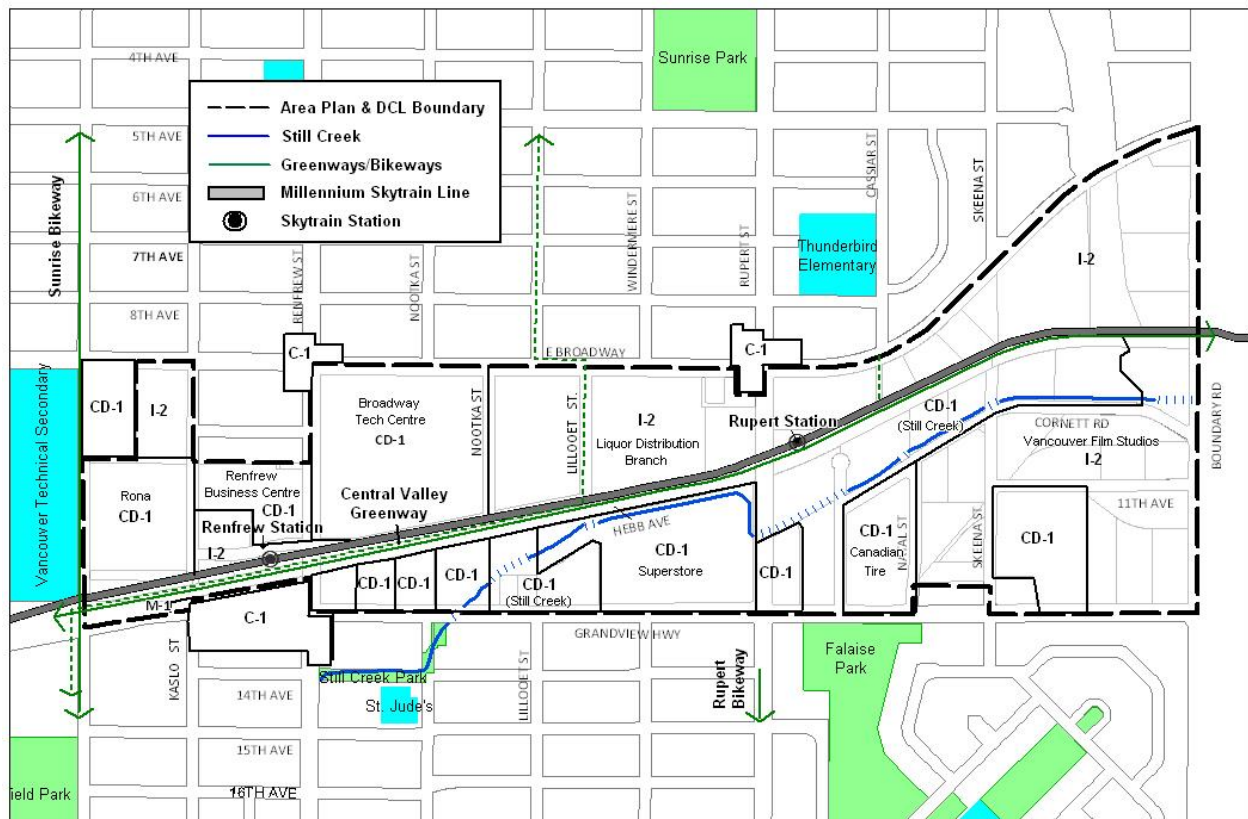 4TH AVE
Sunrise Park
Area Plan & DCL Boundary
Still Creek
Greenways/Bikeways
Millennium Skytrain Line
Skytrain Station
5TH AVE
6TH AVE
7TH AVE
8TH AVE
Sunrise Bikeway
RENFREW ST
NOOTKA ST
WINDERMERE ST
RUPERT ST
CASSIAR ST
SKEENA ST
Thunderbird
Elementary
I-2
C-1
E BROADWAY
C-1
Vancouver Technical Secondary
CD-1
I-2
Broadway
Tech Centre
CD-1
NOOTKA ST
LILLOOET ST.
I-2
Liquor Distribution
Branch
Rupert Station
CD-1
(Still Creek)
CORNETT RD
Vancouver Film Studios
I-2
BOUNDARY RD
Rona
CD-1
Renfrew
Business Centre
CD-1
Renfrew Station
I-2
Central Valley
Greenway
HEBB AVE
11TH AVE
M-1
C-1
CD-1
CD-1
CD-1
CD-1
(Still Creek)
CD-1
Superstore
CD-1
CD-1
Canadian
Tire
NATAL ST
SKEENA ST.
CD-1
GRANDVIEW HWY
KASLO ST
Still Creek Park
St. Jude's
LILLOOET ST
Rupert
Bikeway
Falaise
Park
14TH AVE
15TH AVE
16TH AVE
ield Park